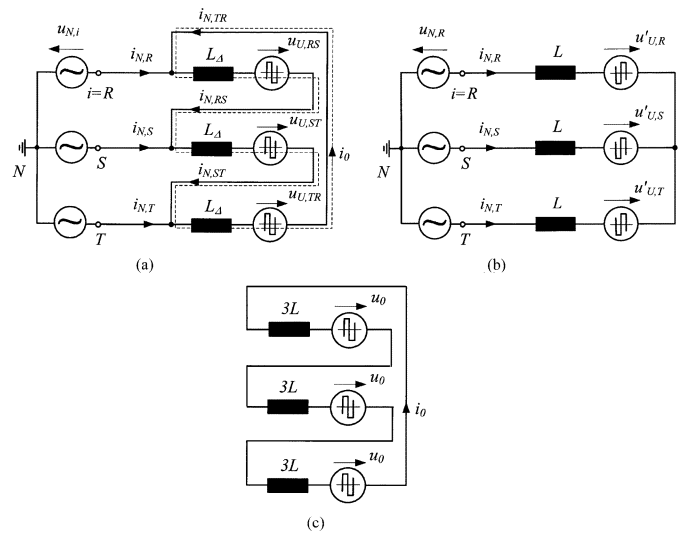 i_{N,TR}
u_{N,i} i_{N,R} L_Δ u_{U,RS}
i=R
i_{N,RS}
i_{N,S} L_Δ u_{U,ST}
N S i_0
i_{N,ST}
i_{N,T} L_Δ u_{U,TR}
T
(a)
u_{N,R} i_{N,R} L u'_{U,R}
i=R
i_{N,S} L u'_{U,S}
N S
i_{N,T} L u'_{U,T}
T
(b)
3L u_0
3L u_0
i_0
3L u_0
(c)